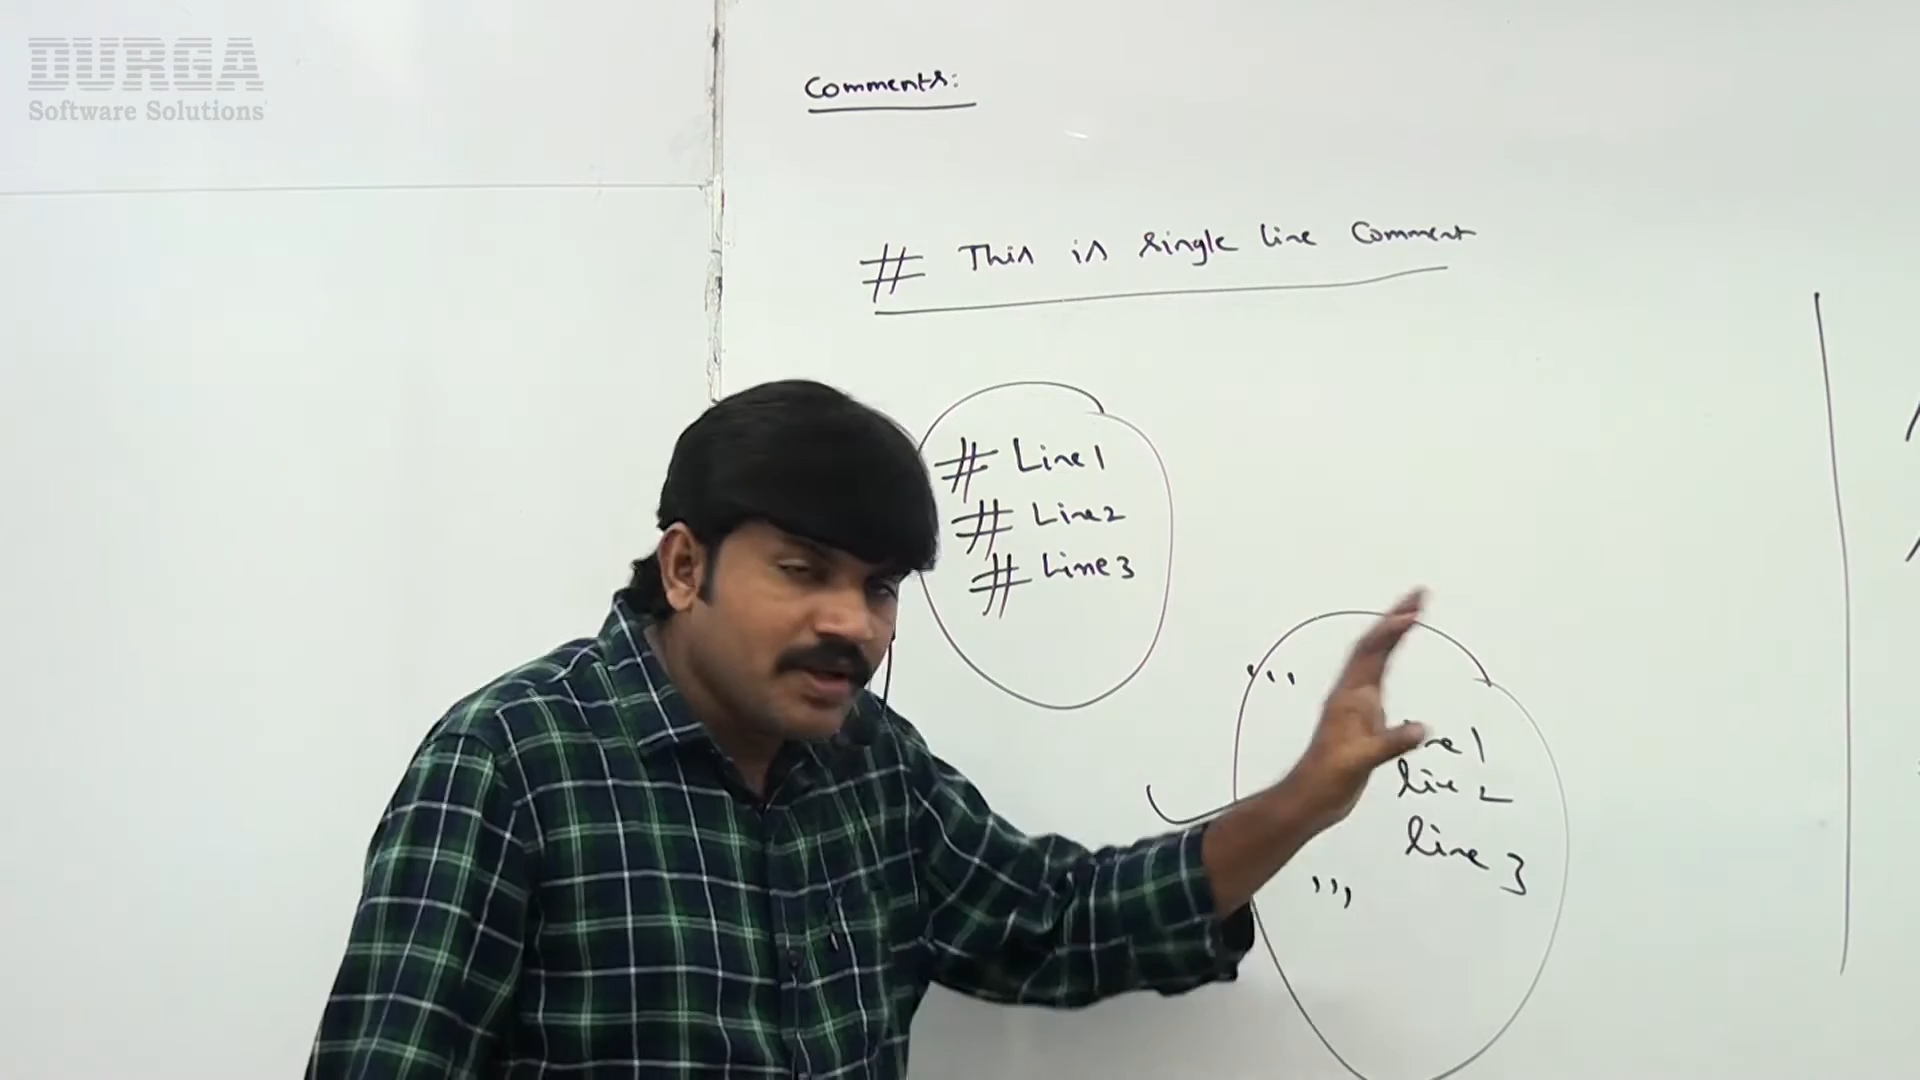 DURGA
Software Solutions
Comments:
# This is single line Comment
# Line1
# Line2
# Line3
'''
line 2
line 3
'''